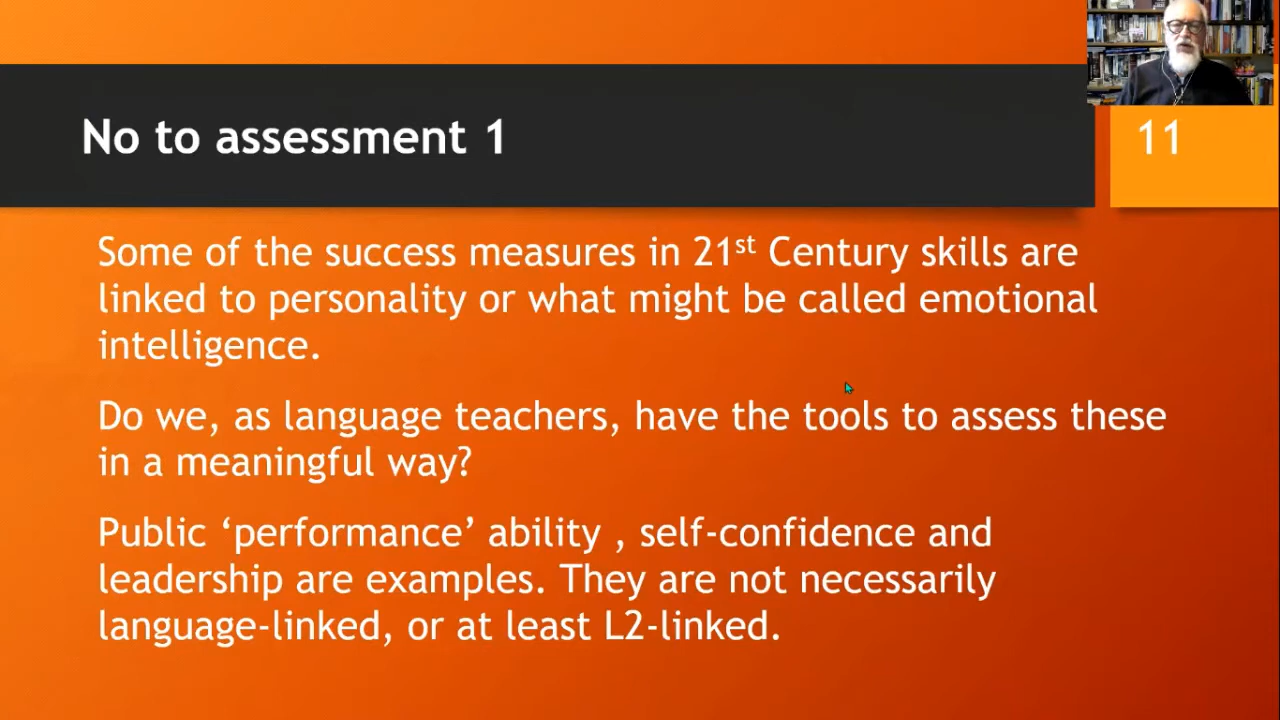 No to assessment 1
11
Some of the success measures in 21st Century skills are
linked to personality or what might be called emotional
intelligence.
Do we, as language teachers, have the tools to assess these
in a meaningful way?
Public ‘performance’ ability , self-confidence and
leadership are examples. They are not necessarily
language-linked, or at least L2-linked.